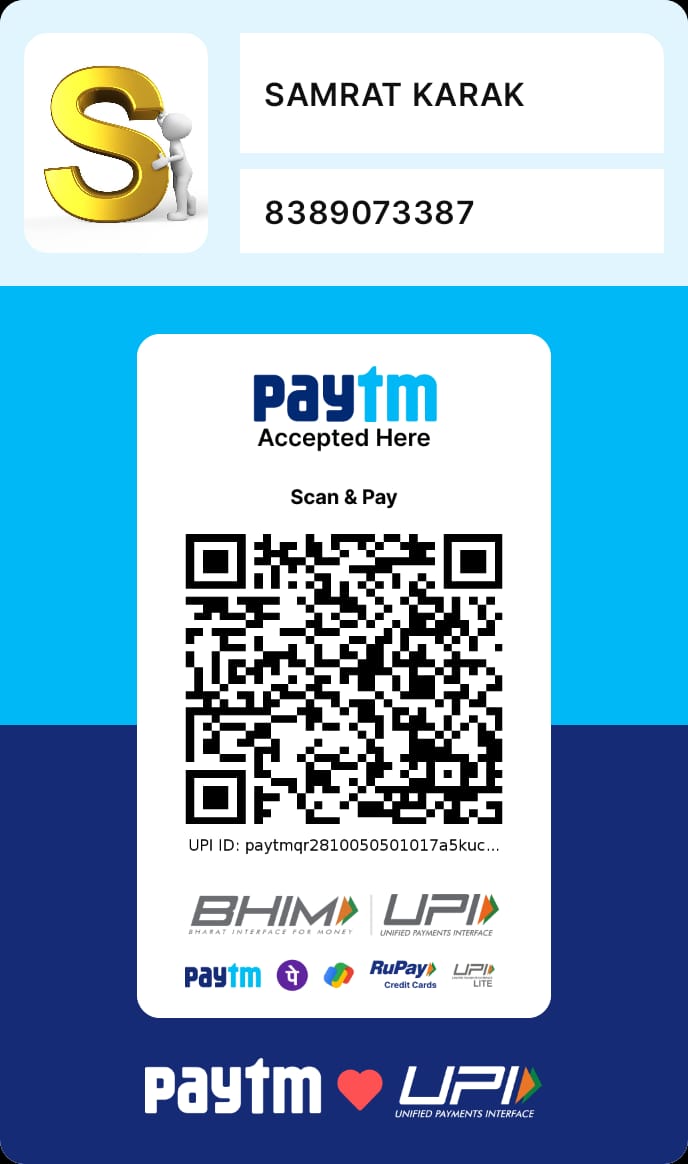 S
SAMRAT KARAK
8389073387
paytm
Accepted Here
Scan & Pay
UPI ID: paytmqr2810050501017a5kuc...
BHIM UPI
BHARAT INTERFACE FOR MONEY UNIFIED PAYMENTS INTERFACE
paytm पे RuPay UPI
Credit Cards LITE
paytm UPI
UNIFIED PAYMENTS INTERFACE